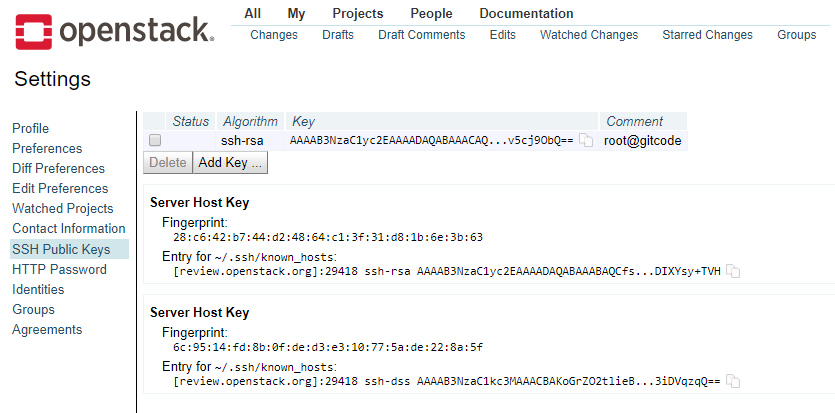 All My Projects People Documentation
openstack.
Changes Drafts Draft Comments Edits Watched Changes Starred Changes Groups
Settings
Profile
Preferences
Diff Preferences
Edit Preferences
Watched Projects
Contact Information
SSH Public Keys
HTTP Password
Identities
Groups
Agreements
Status Algorithm Key Comment
ssh-rsa AAAAB3NzaC1yc2EAAAADAQABAAACAQ...v5cj9ObQ== root@gitcode
Delete Add Key ...
Server Host Key
Fingerprint:
28:c6:42:b7:44:d2:48:64:c1:3f:31:d8:1b:6e:3b:63
Entry for ~/.ssh/known_hosts:
[review.openstack.org]:29418 ssh-rsa AAAAB3NzaC1yc2EAAAADAQABAAABAQCfs...DIXYsy+TVH
Server Host Key
Fingerprint:
6c:95:14:fd:8b:0f:de:d3:e3:10:77:5a:de:22:8a:5f
Entry for ~/.ssh/known_hosts:
[review.openstack.org]:29418 ssh-dss AAAAB3NzaC1kc3MAAACBAKoGrZO2tlieB...3iDVqzqQ==